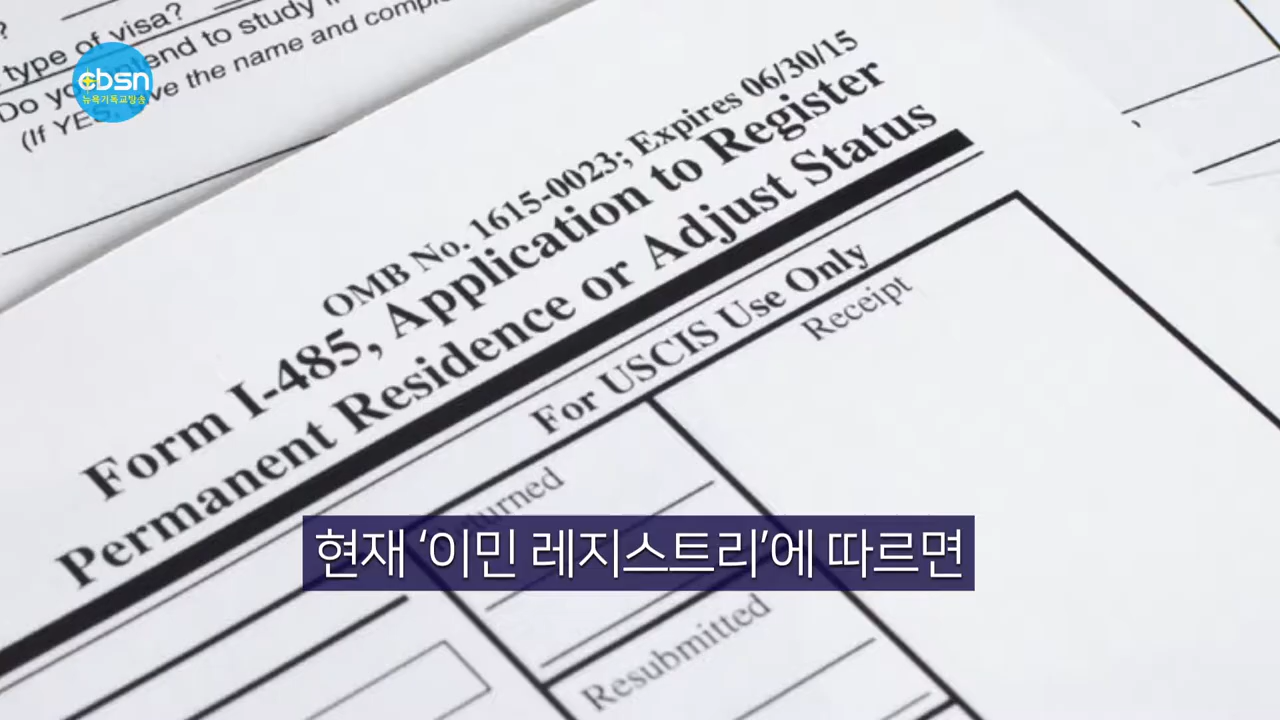 ?
type of visa?
Do you intend to study in
(If YES, give the name and comple
cbsn
뉴욕기독교방송
OMB No. 1615-0023; Expires 06/30/15
Form I-485, Application to Register
Permanent Residence or Adjust Status
For USCIS Use Only
Receipt
Returned
Resubmitted
현재 ‘이민 레지스트리’에 따르면